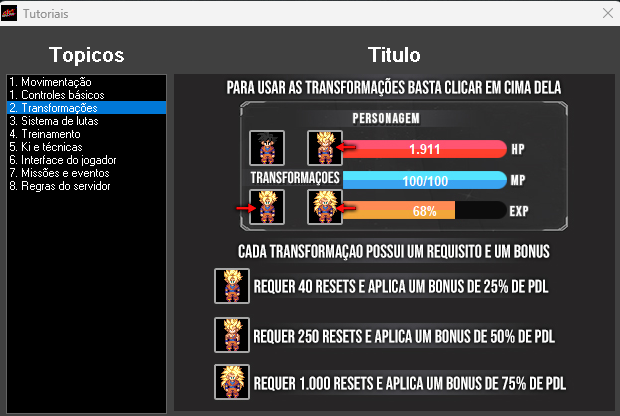 Tutoriais
Topicos
Titulo
1. Movimentação
1. Controles básicos
2. Transformações
3. Sistema de lutas
4. Treinamento
5. Ki e técnicas
6. Interface do jogador
7. Missões e eventos
8. Regras do servidor
PARA USAR AS TRANSFORMAÇÕES BASTA CLICAR EM CIMA DELA
PERSONAGEM
1.911 HP
TRANSFORMAÇOES
100/100 MP
68% EXP
CADA TRANSFORMAÇAO POSSUI UM REQUISITO E UM BONUS
REQUER 40 RESETS E APLICA UM BONUS DE 25% DE PDL
REQUER 250 RESETS E APLICA UM BONUS DE 50% DE PDL
REQUER 1.000 RESETS E APLICA UM BONUS DE 75% DE PDL